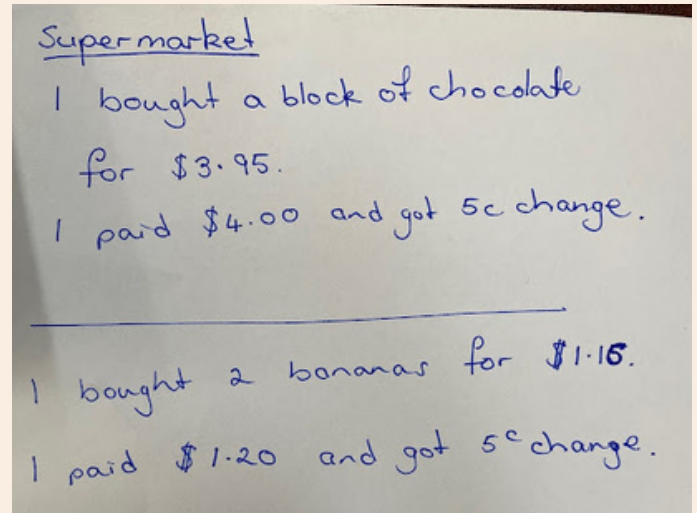 Supermarket
I bought a block of chocolate
for $3.95.
I paid $4.00 and got 5c change.
I bought 2 bananas for $1.15.
I paid $1.20 and got 5c change.